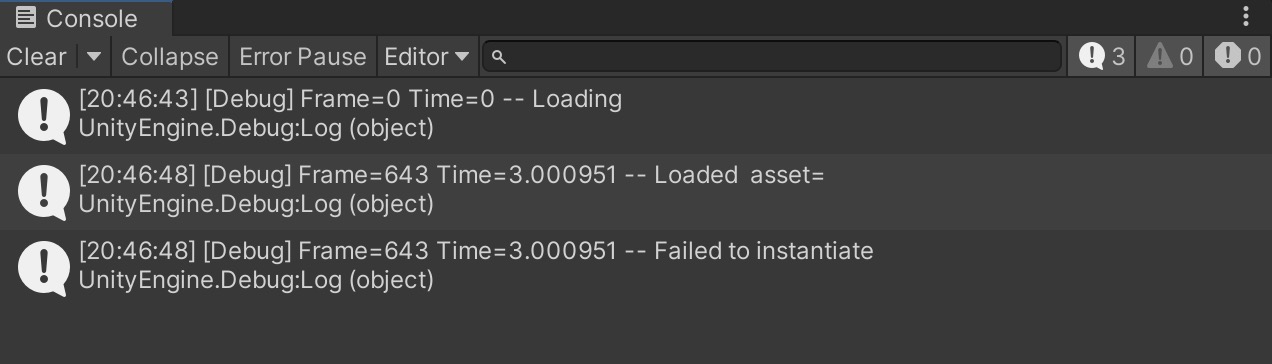 Console
Clear Collapse Error Pause Editor 3 0 0
[20:46:43] [Debug] Frame=0 Time=0 -- Loading
UnityEngine.Debug:Log (object)
[20:46:48] [Debug] Frame=643 Time=3.000951 -- Loaded  asset=
UnityEngine.Debug:Log (object)
[20:46:48] [Debug] Frame=643 Time=3.000951 -- Failed to instantiate
UnityEngine.Debug:Log (object)